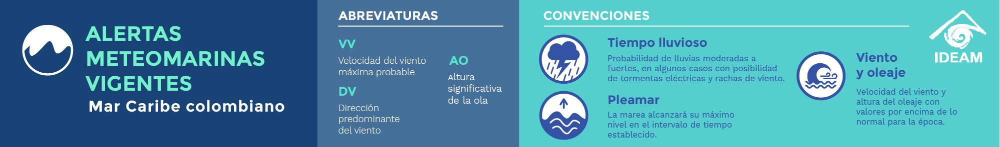 ALERTAS
METEOMARINAS
VIGENTES
Mar Caribe colombiano
ABREVIATURAS
VV
Velocidad del viento
máxima probable
DV
Dirección
predominante
del viento
AO
Altura
significativa
de la ola
CONVENCIONES
Tiempo lluvioso
Probabilidad de lluvias moderadas a
fuertes, en algunos casos con posibilidad
de tormentas eléctricas y rachas de viento.
Pleamar
La marea alcanzará su máximo
nivel en el intervalo de tiempo
establecido.
Viento
y oleaje
Velocidad del viento y
altura del oleaje con
valores por encima de lo
normal para la época.
IDEAM